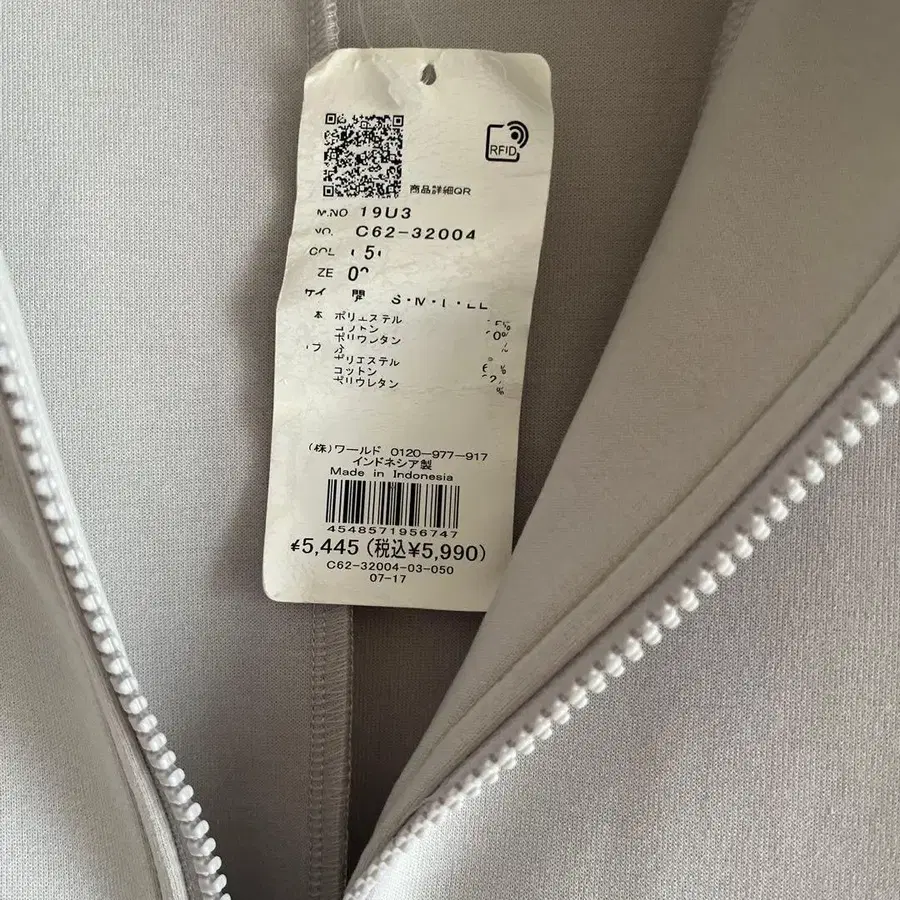 RFID
商品詳細QR
M.NO 19U3
NO. C62-32004
COL
ポリエステル
コットン
ポリウレタン
ポリエステル
コットン
ポリウレタン
(株)ワールド 0120-977-917
インドネシア製
Made in Indonesia
4548571956747
¥5,445(税込¥5,990)
C62-32004-03-050
07-17